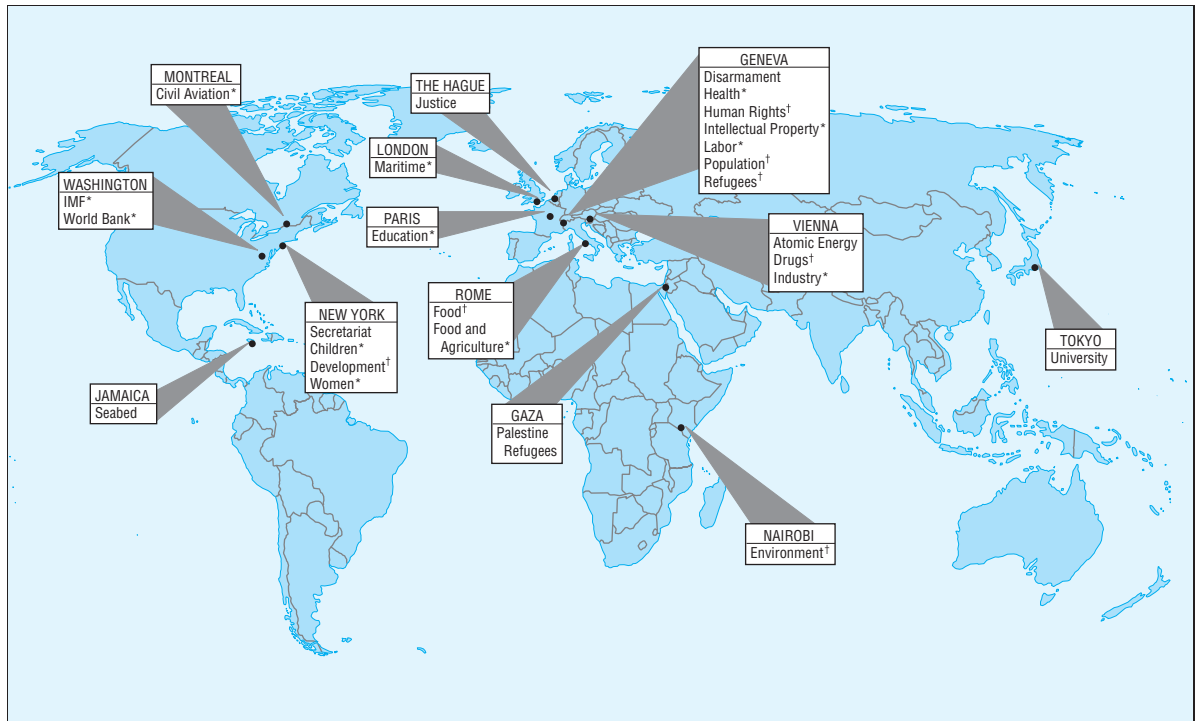 MONTREAL
Civil Aviation*
THE HAGUE
Justice
GENEVA
Disarmament
Health*
Human Rights†
Intellectual Property*
Labor*
Population†
Refugees†
LONDON
Maritime*
WASHINGTON
IMF*
World Bank*
PARIS
Education*
VIENNA
Atomic Energy
Drugs†
Industry*
ROME
Food†
Food and
Agriculture*
NEW YORK
Secretariat
Children*
Development†
Women*
TOKYO
University
JAMAICA
Seabed
GAZA
Palestine
Refugees
NAIROBI
Environment†